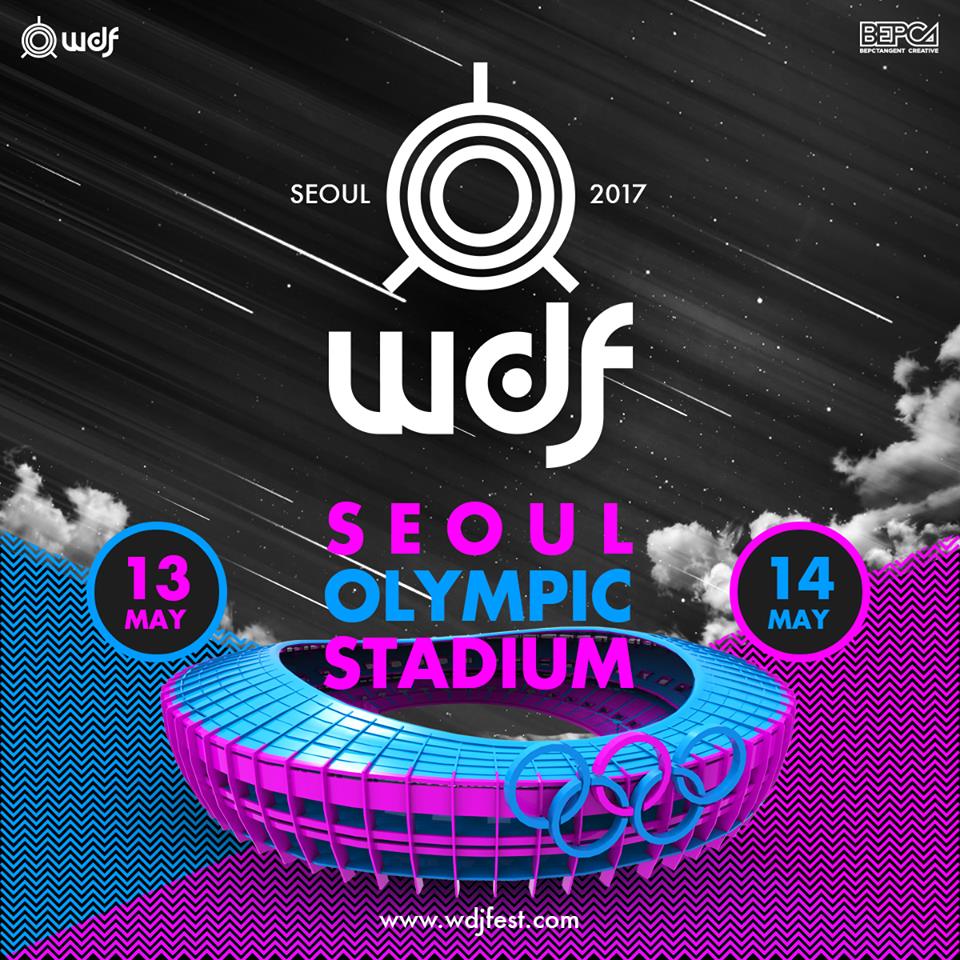 wdf
BEPCA
BEPCTANGENT CREATIVE
SEOUL 2017
wdf
SEOUL
OLYMPIC
STADIUM
13
MAY
14
MAY
www.wdjfest.com